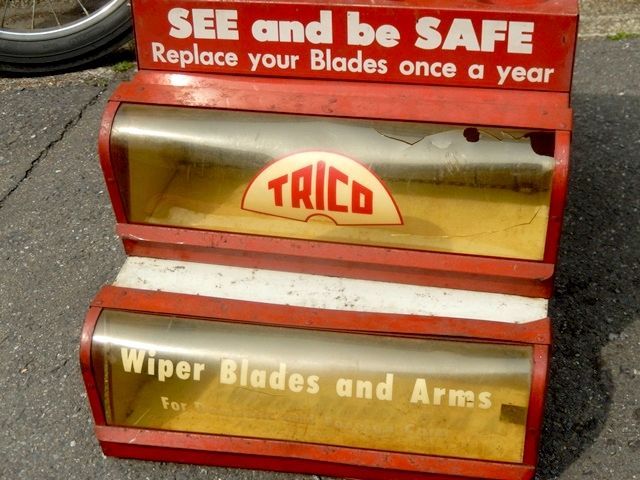 SEE and be SAFE
Replace your Blades once a year
TRICO
Wiper Blades and Arms
For